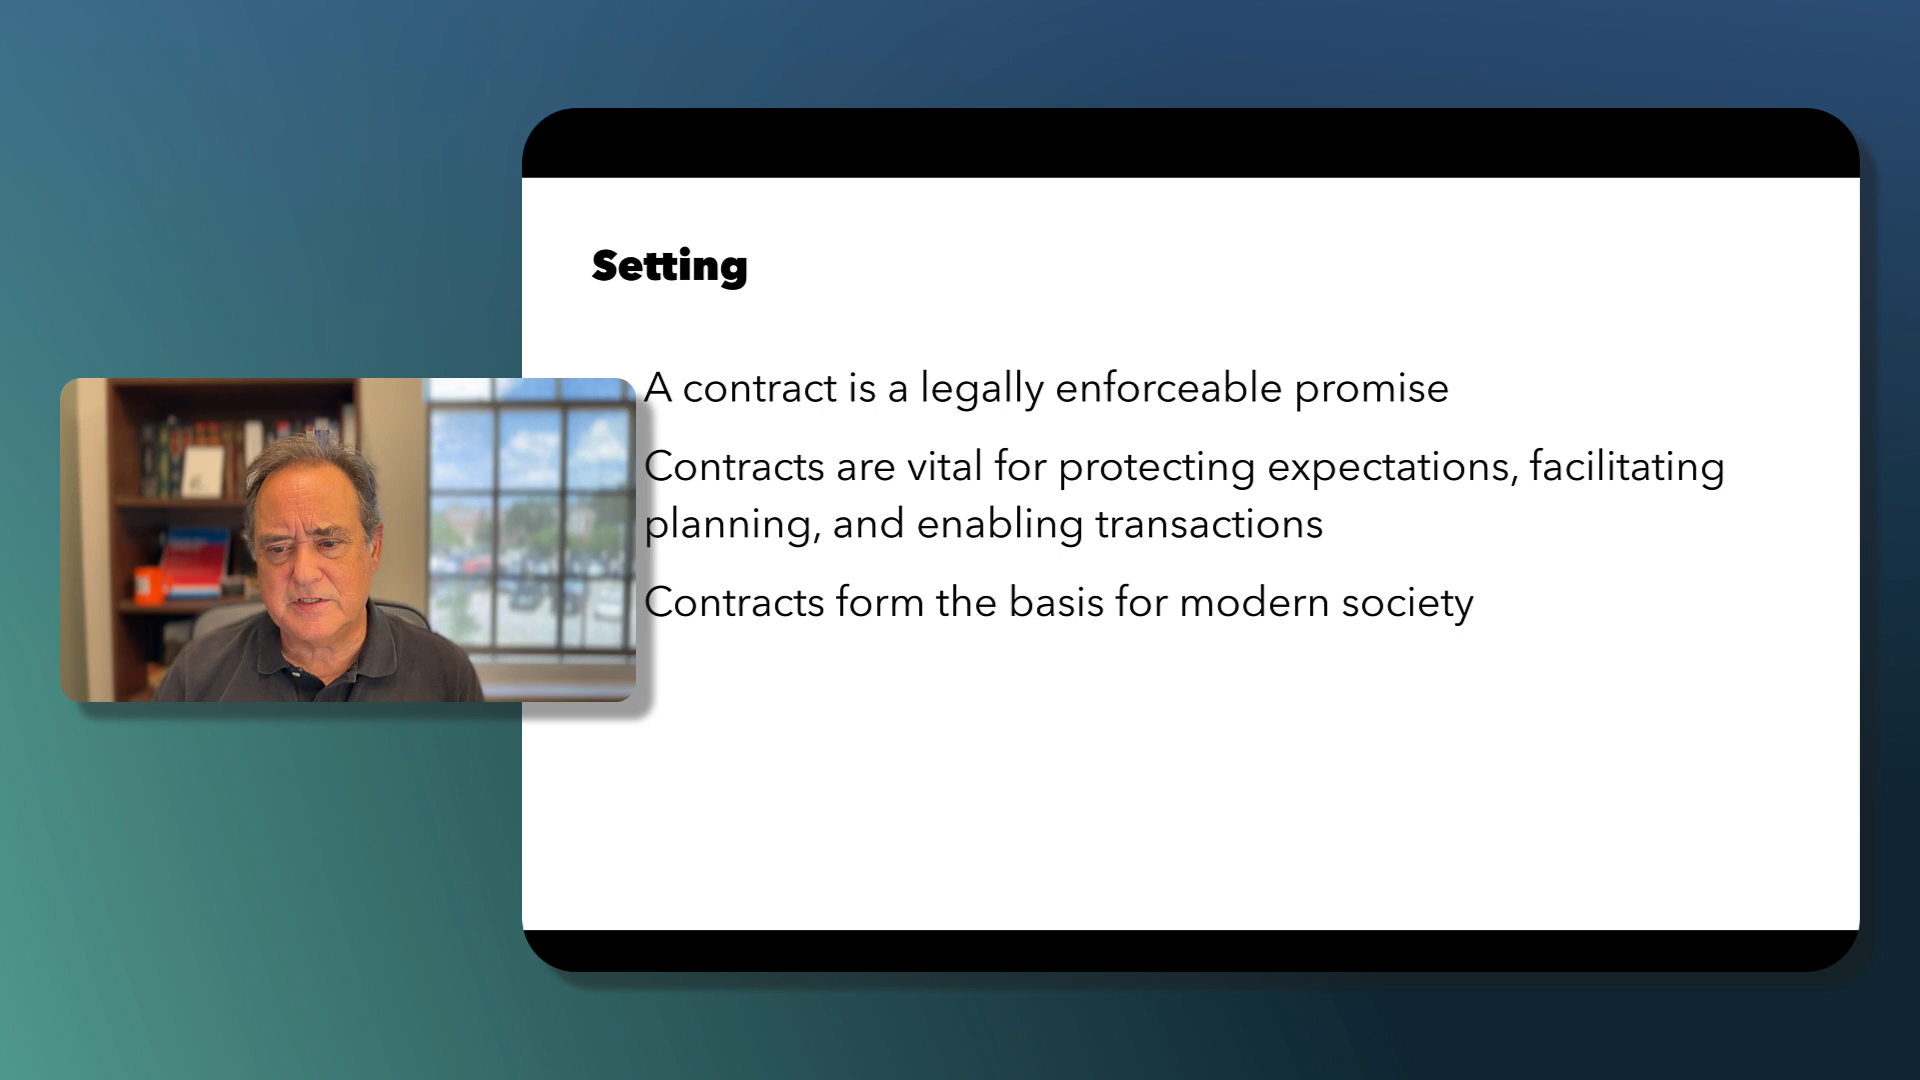 Setting
A contract is a legally enforceable promise
Contracts are vital for protecting expectations, facilitating
planning, and enabling transactions
Contracts form the basis for modern society